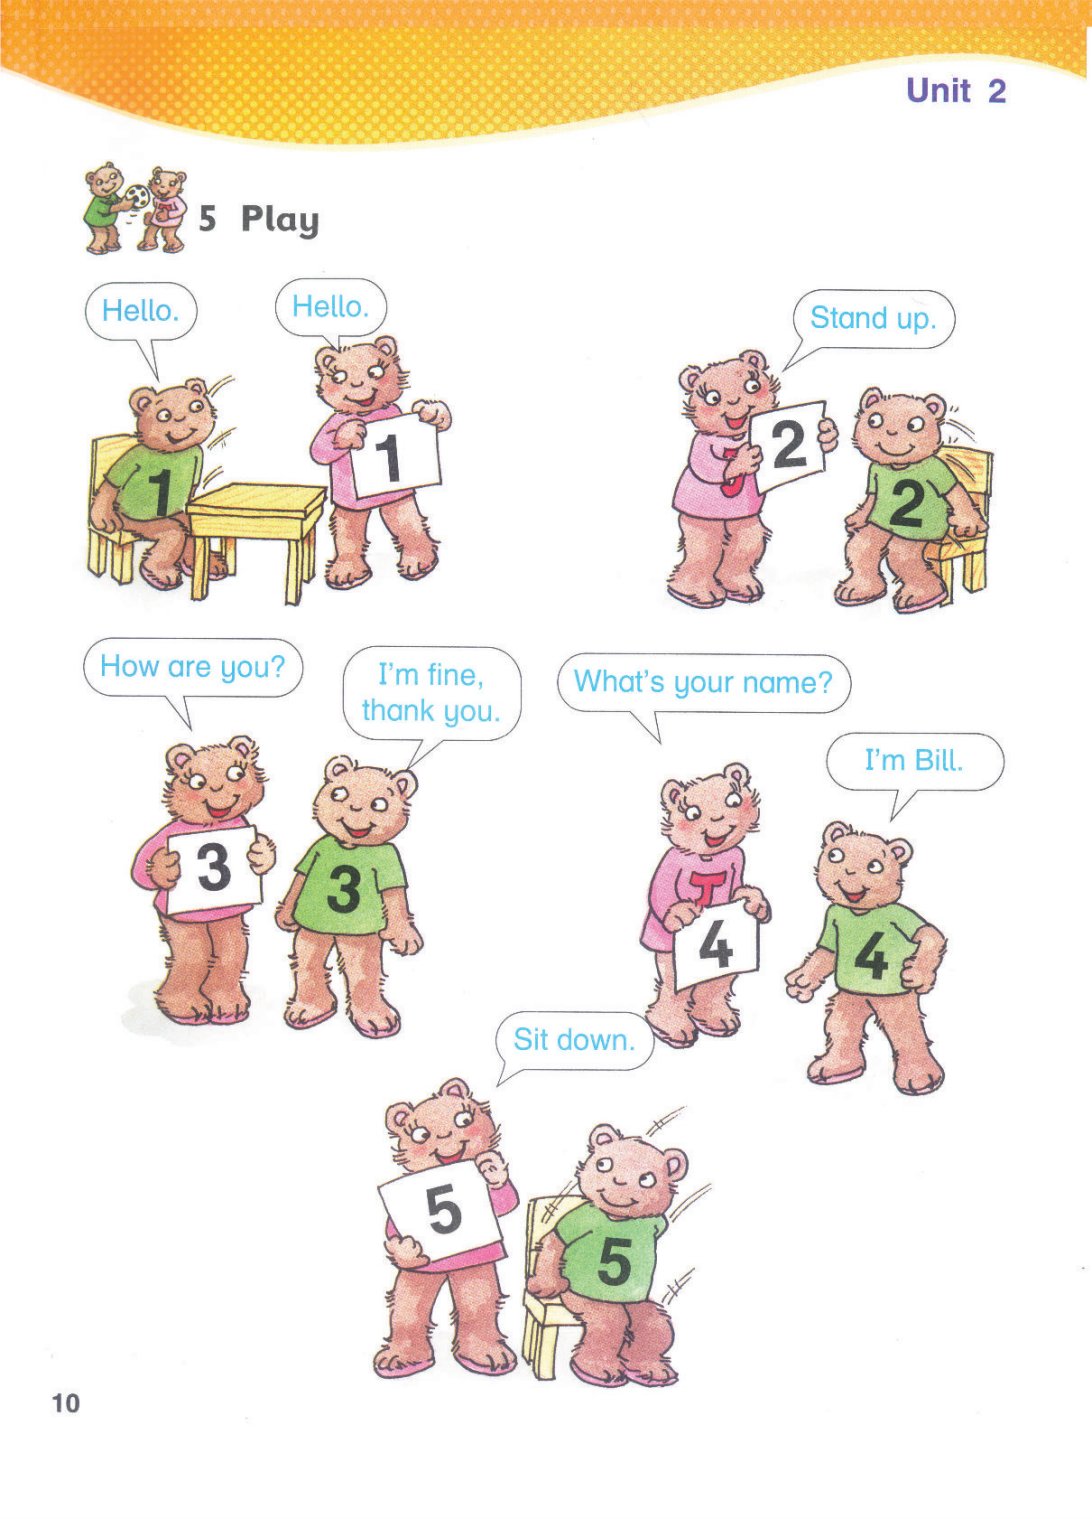 Unit 2
5 Play
Hello.
Hello.
1
1
Stand up.
2
2
How are you?
I'm fine,
thank you.
3
3
What's your name?
I'm Bill.
T
4
4
Sit down.
5
5
10